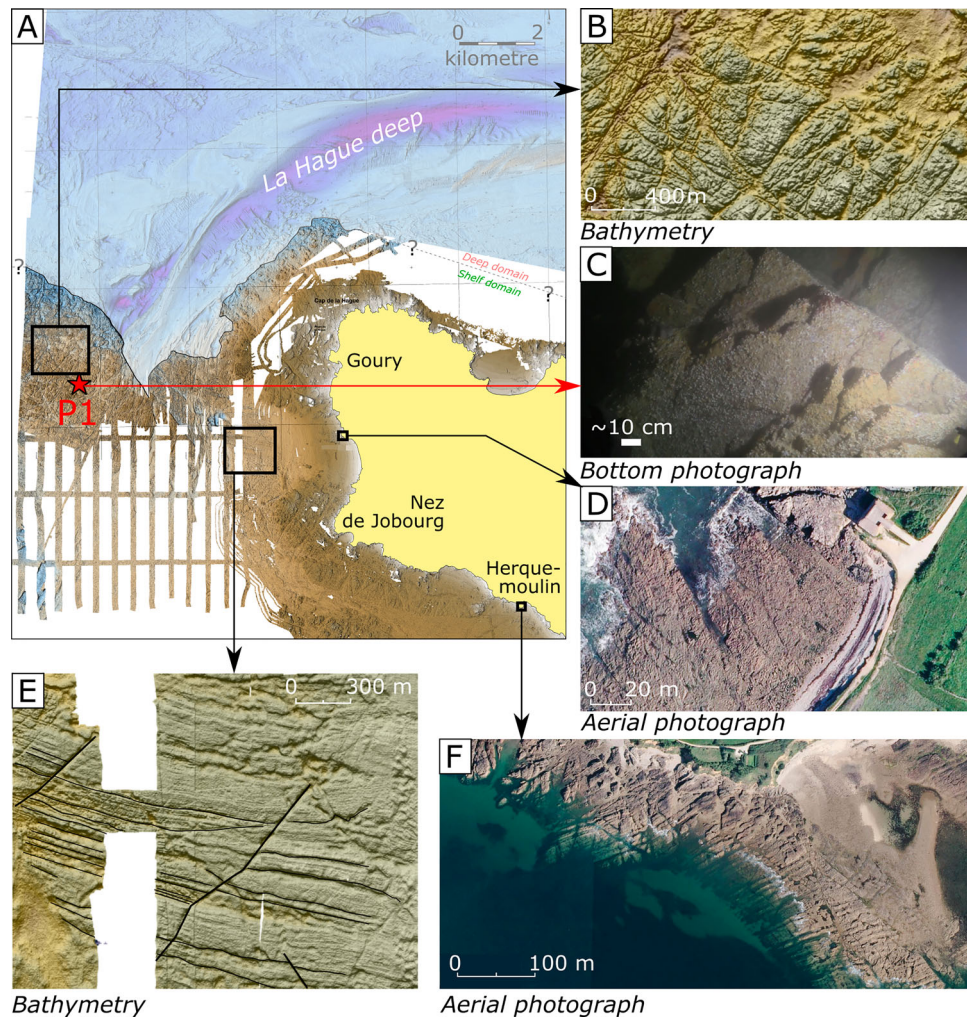 A
0 2
kilometre
La Hague deep
?
?
Deep domain
Shelf domain
?
Cap de la Hague
Goury
P1
Nez
de Jobourg
Herque-
moulin
B
0 400 m
Bathymetry
C
~10 cm
Bottom photograph
D
0 20 m
Aerial photograph
E
0 300 m
Bathymetry
F
0 100 m
Aerial photograph